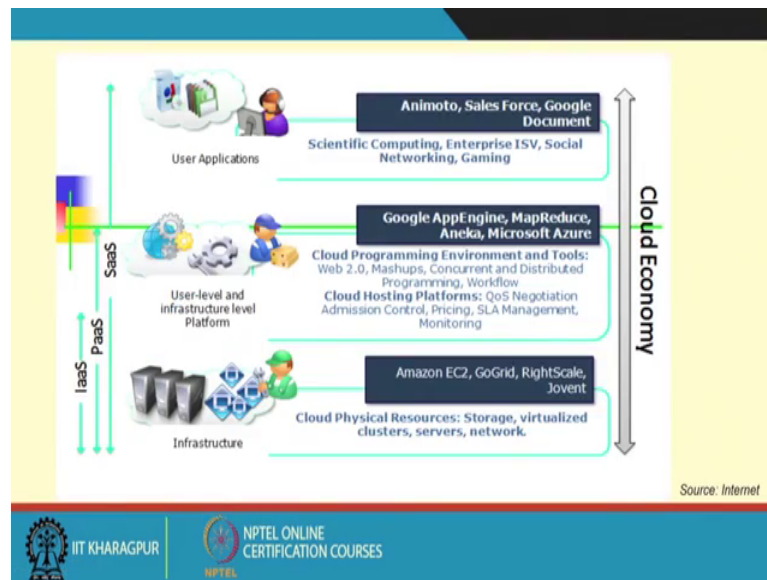 Animoto, Sales Force, Google
Document
User Applications
Scientific Computing, Enterprise ISV, Social
Networking, Gaming
Google AppEngine, MapReduce,
Aneka, Microsoft Azure
User-level and
infrastructure level
Platform
Cloud Programming Environment and Tools:
Web 2.0, Mashups, Concurrent and Distributed
Programming, Workflow
Cloud Hosting Platforms: QoS Negotiation
Admission Control, Pricing, SLA Management,
Monitoring
Amazon EC2, GoGrid, RightScale,
Jovent
Infrastructure
Cloud Physical Resources: Storage, virtualized
clusters, servers, network.
IaaS
PaaS
SaaS
Cloud Economy
Source: Internet
IIT KHARAGPUR
NPTEL
NPTEL ONLINE
CERTIFICATION COURSES